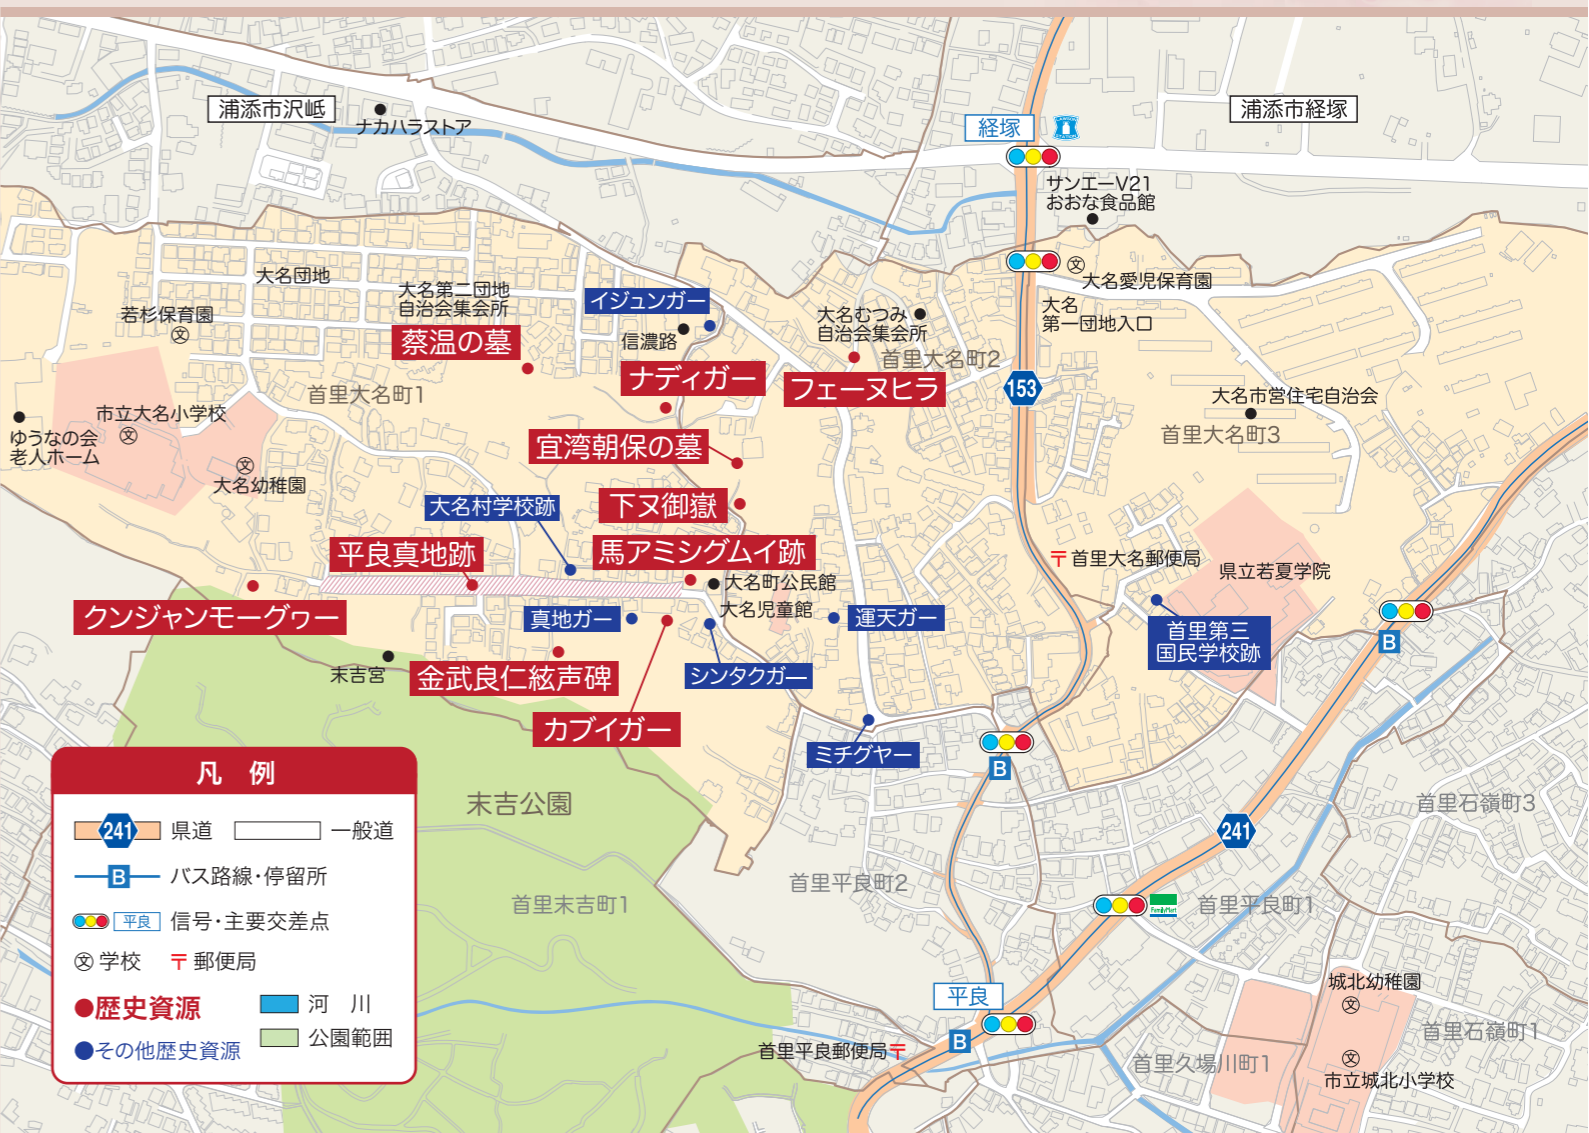 浦添市沢岻
ナカハラストア
経塚
LAWSON
浦添市経塚
サンエーV21
おおな食品館
大名団地
大名第二団地
自治会集会所
イジュンガー
信濃路
大名むつみ
自治会集会所
大名愛児保育園
大名
第一団地入口
若杉保育園
蔡温の墓
ナディガー
フェーヌヒラ
首里大名町2
153
首里大名町1
大名市営住宅自治会
首里大名町3
市立大名小学校
文
ゆうなの会
老人ホーム
大名幼稚園
宜湾朝保の墓
大名村学校跡
下ヌ御嶽
平良真地跡
馬アミシグムイ跡
〒首里大名郵便局
県立若夏学院
大名町公民館
大名児童館
クンジャンモーグヮー
真地ガー
運天ガー
首里第三
国民学校跡
B
末吉宮
金武良仁絃声碑
シンタクガー
カブイガー
ミチグヤー
B
凡 例
241 県道 一般道
B バス路線・停留所
平良 信号・主要交差点
文 学校 〒 郵便局
●歴史資源 河 川
●その他歴史資源 公園範囲
末吉公園
首里末吉町1
首里平良町2
首里石嶺町3
241
FamilyMart
首里平良町1
平良
B
首里平良郵便局〒
城北幼稚園
文
首里石嶺町1
首里久場川町1
文
市立城北小学校